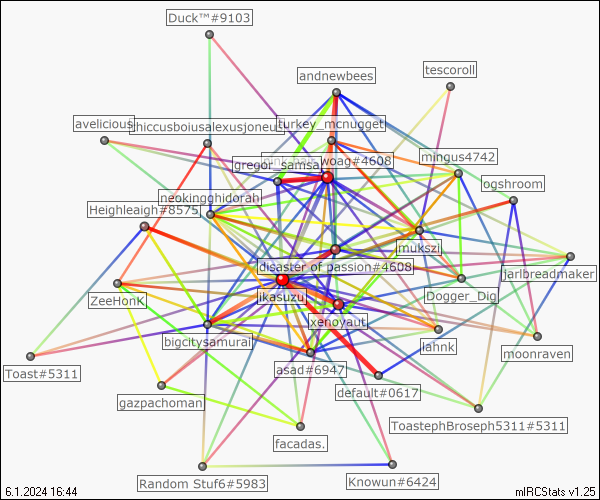 Duck™#9103
tescoroll
andnewbees
avelicious
turkey_mcnugget
mingus4742
gregor_samsa
woag#4608
ogshroom
neokingghidorah
Heighleaigh#8575
mukszi
disaster of passion#4608
jarlbreadmaker
ZeeHonk
likasuzuki
Dogger_Dig
xenoyaut
bigcitysamurai
lahnk
moonraven
Toast#5311
asad#6947
default#0617
gazpachoman
ToastephBroseph5311#5311
facadas.
Random Stuf6#5983
Knowun#6424
6.1.2024 16:44
mIRCStats v1.25